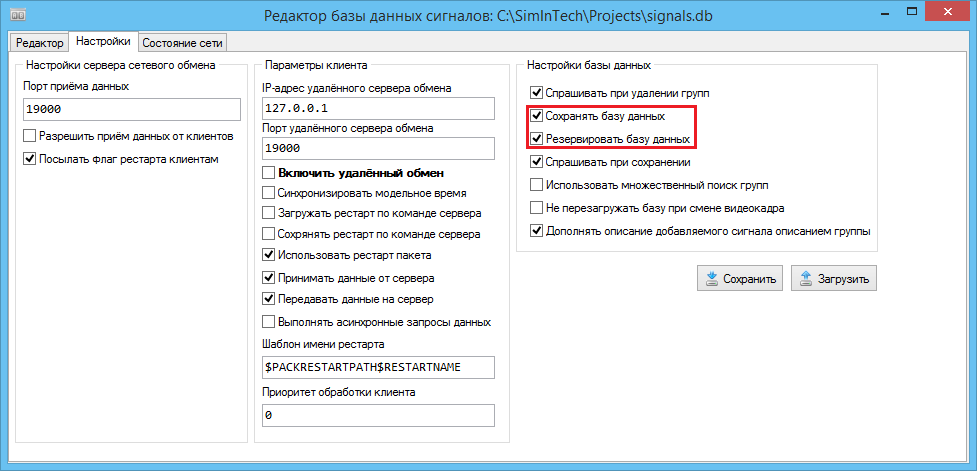 Редактор базы данных сигналов: C:\SimInTech\Projects\signals.db
Редактор
Настройки
Состояние сети
Настройки сервера сетевого обмена
Порт приёма данных
19000
Разрешить приём данных от клиентов
Посылать флаг рестарта клиентам
Параметры клиента
IP-адрес удалённого сервера обмена
127.0.0.1
Порт удалённого сервера обмена
19000
Включить удалённый обмен
Синхронизировать модельное время
Загружать рестарт по команде сервера
Сохрянять рестарт по команде сервера
Использовать рестарт пакета
Принимать данные от сервера
Передавать данные на сервер
Выполнять асинхронные запросы данных
Шаблон имени рестарта
$PACKRESTARTPATH$RESTARTNAME
Приоритет обработки клиента
0
Настройки базы данных
Спрашивать при удалении групп
Сохранять базу данных
Резервировать базу данных
Спрашивать при сохранении
Использовать множественный поиск групп
Не перезагружать базу при смене видеокадра
Дополнять описание добавляемого сигнала описанием группы
Сохранить
Загрузить